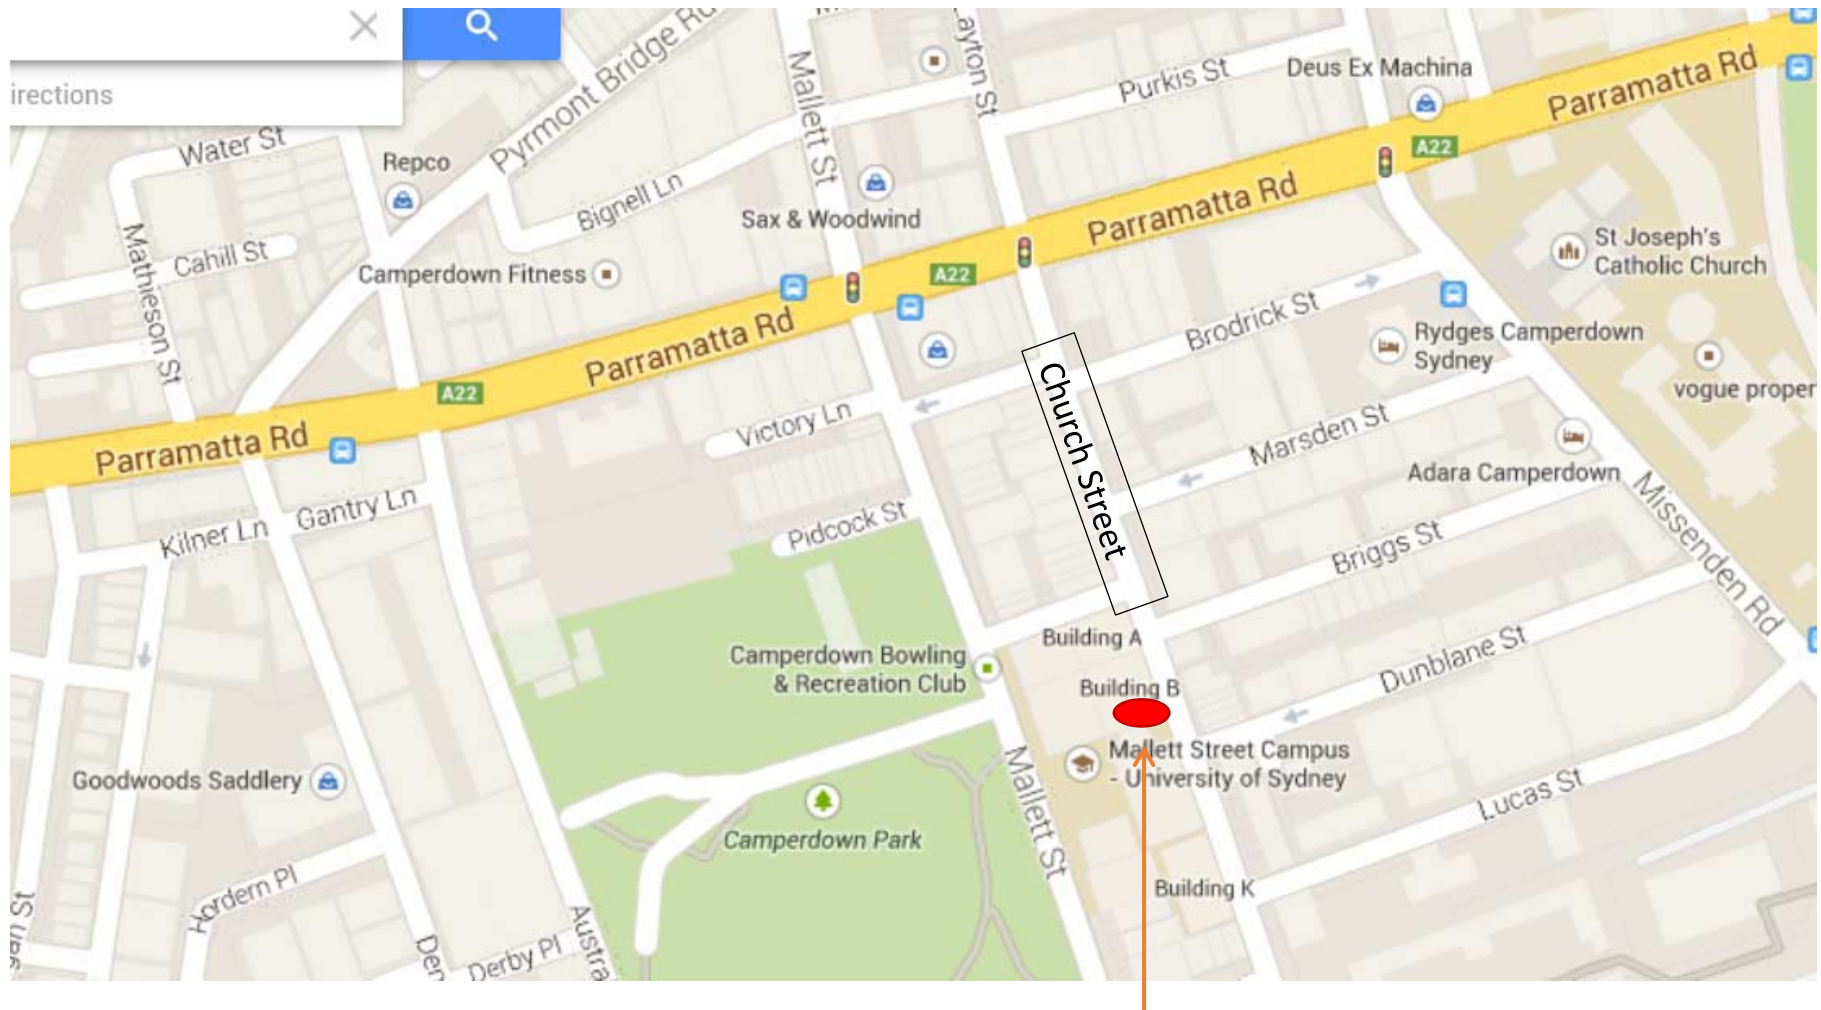 irections
Pyrmont Bridge Rd
Mallett St
ayton St
Purkis St
Deus Ex Machina
Parramatta Rd
A22
Water St
Repco
Bignell Ln
Sax & Woodwind
Parramatta Rd
St Joseph's
Catholic Church
Mathieson St
Cahill St
Camperdown Fitness
A22
Brodrick St
Rydges Camperdown
Sydney
vogue proper
Parramatta Rd
A22
Church Street
Victory Ln
Marsden St
Adara Camperdown
Parramatta Rd
Missenden Rd
Gantry Ln
Kilner Ln
Pidcock St
Briggs St
Building A
Camperdown Bowling
& Recreation Club
Building B
Dunblane St
Mallett Street Campus
- University of Sydney
Goodwoods Saddlery
Mallett St
Lucas St
Camperdown Park
Hordern Pl
Building K
Austra
Den
Derby Pl